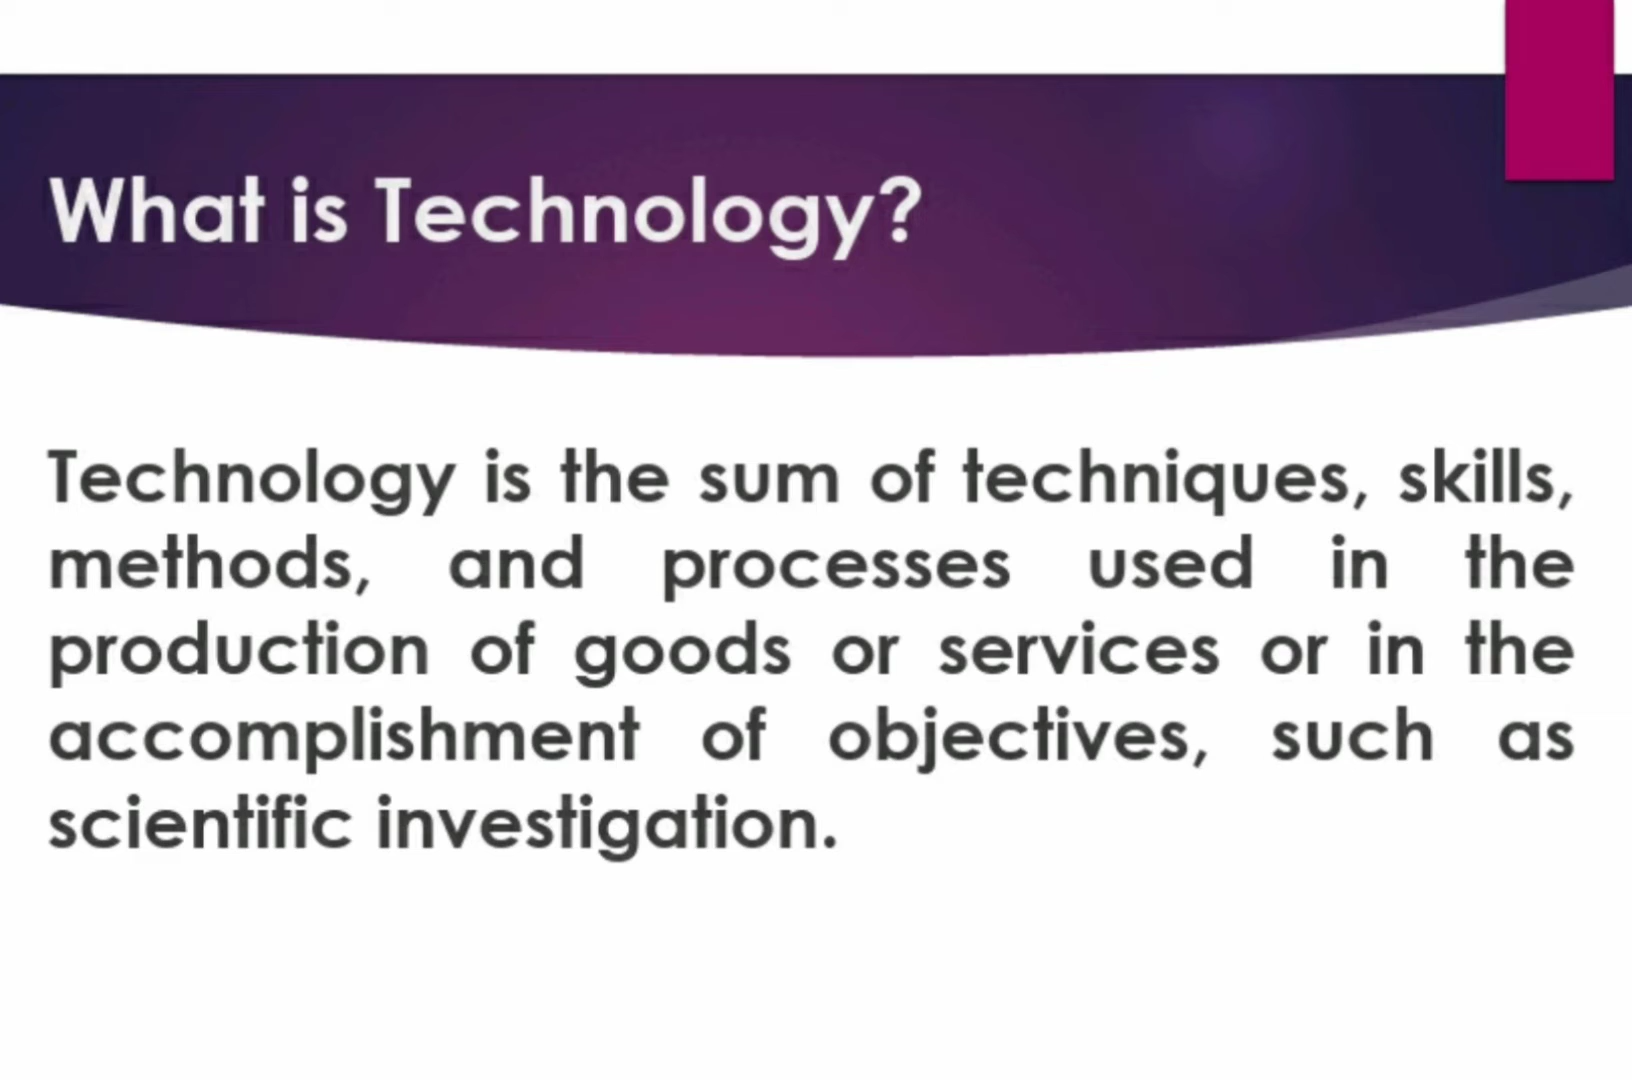 What is Technology?
Technology is the sum of techniques, skills,
methods, and processes used in the
production of goods or services or in the
accomplishment of objectives, such as
scientific investigation.